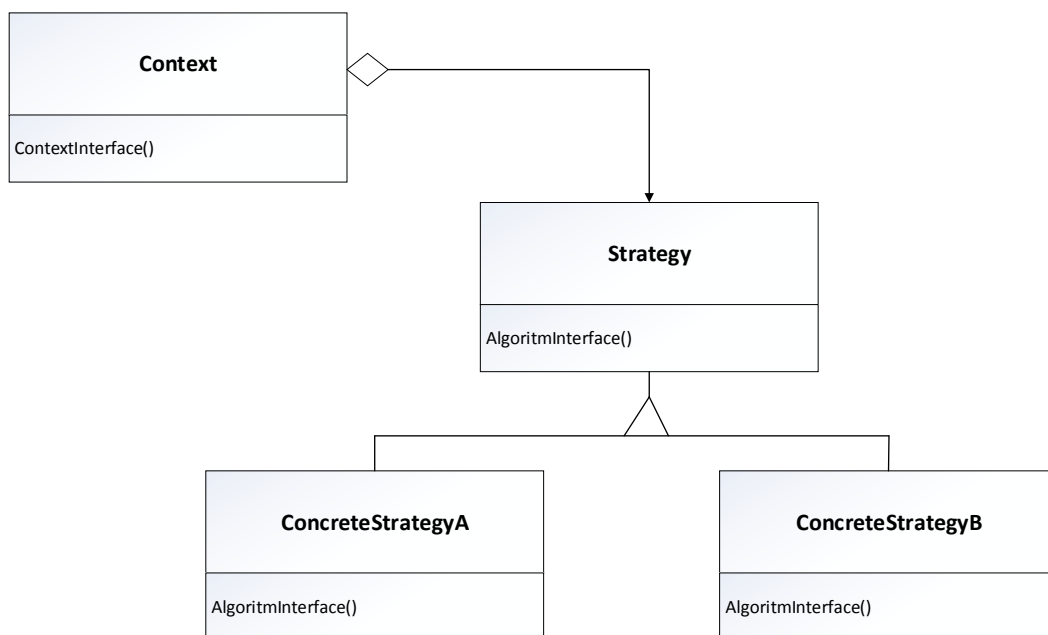 Context
ContextInterface()
Strategy
AlgoritmInterface()
ConcreteStrategyA
ConcreteStrategyB
AlgoritmInterface()
AlgoritmInterface()